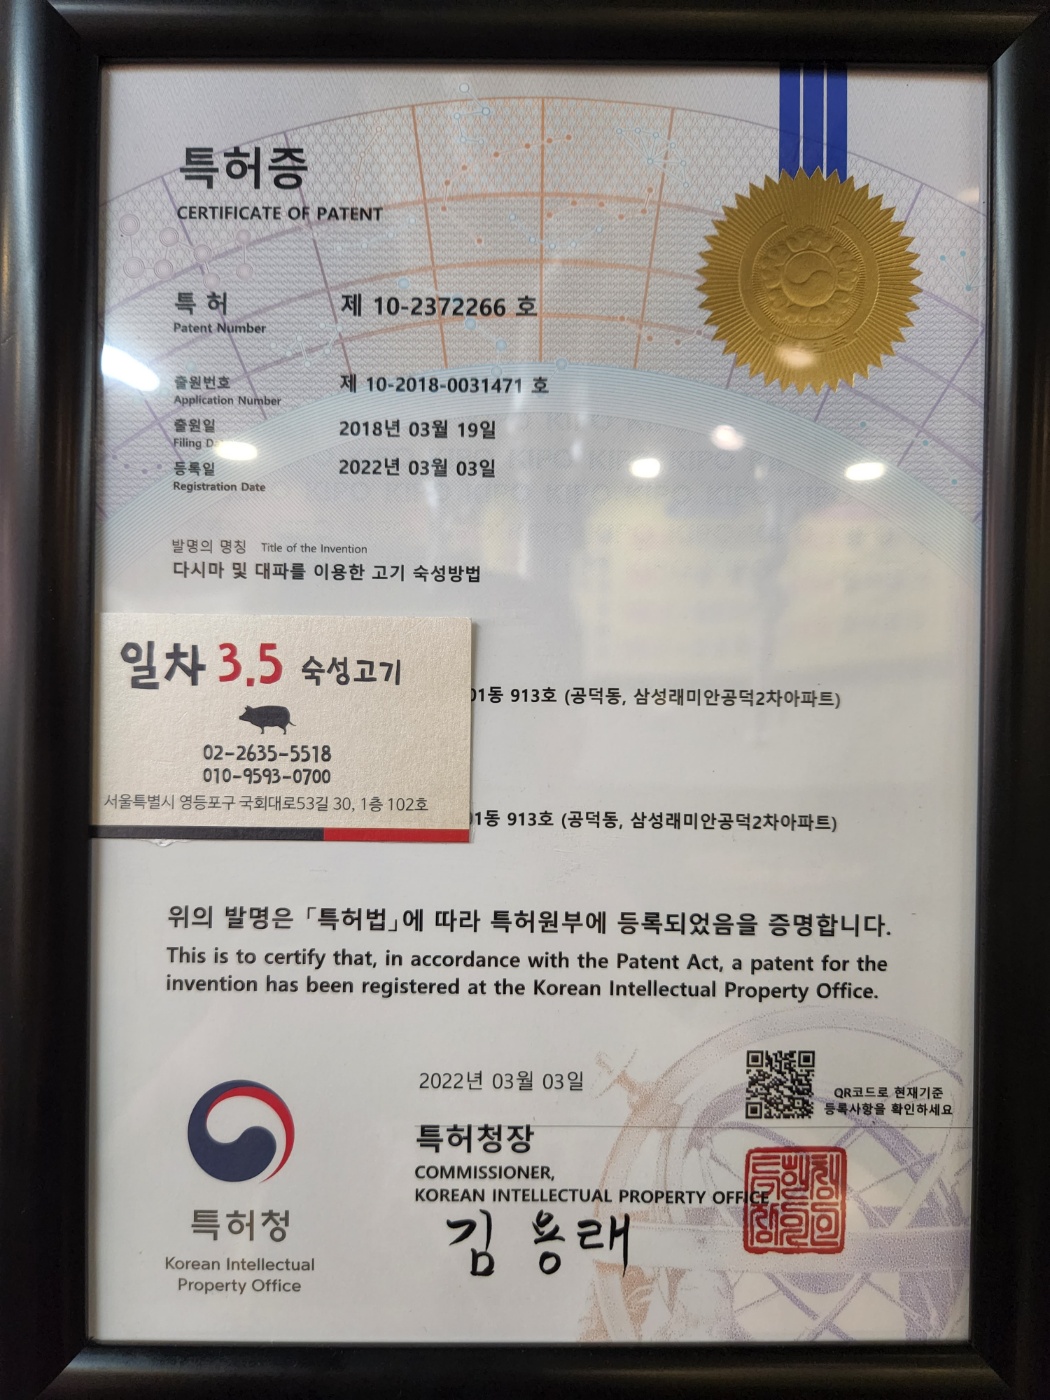 특허증
CERTIFICATE OF PATENT
특 허 제 10-2372266 호
Patent Number
출원번호 제 10-2018-0031471 호
Application Number
출원일 2018년 03월 19일
Filing
등록일 2022년 03월 03일
Registration Date
발명의 명칭 Title of the Invention
다시마 및 대파를 이용한 고기 숙성방법
일차 3.5 숙성고기
01동 913호 (공덕동, 삼성래미안공덕2차아파트)
02-2635-5518
010-9593-0700
서울특별시 영등포구 국회대로53길 30, 1층 102호
1동 913호 (공덕동, 삼성래미안공덕2차아파트)
위의 발명은 「특허법」에 따라 특허원부에 등록되었음을 증명합니다.
This is to certify that, in accordance with the Patent Act, a patent for the
invention has been registered at the Korean Intellectual Property Office.
2022년 03월 03일
QR코드로 현재기준
등록사항을 확인하세요
특허청장
COMMISSIONER,
KOREAN INTELLECTUAL PROPERTY OFFICE
김용래
특허청
Korean Intellectual
Property Office